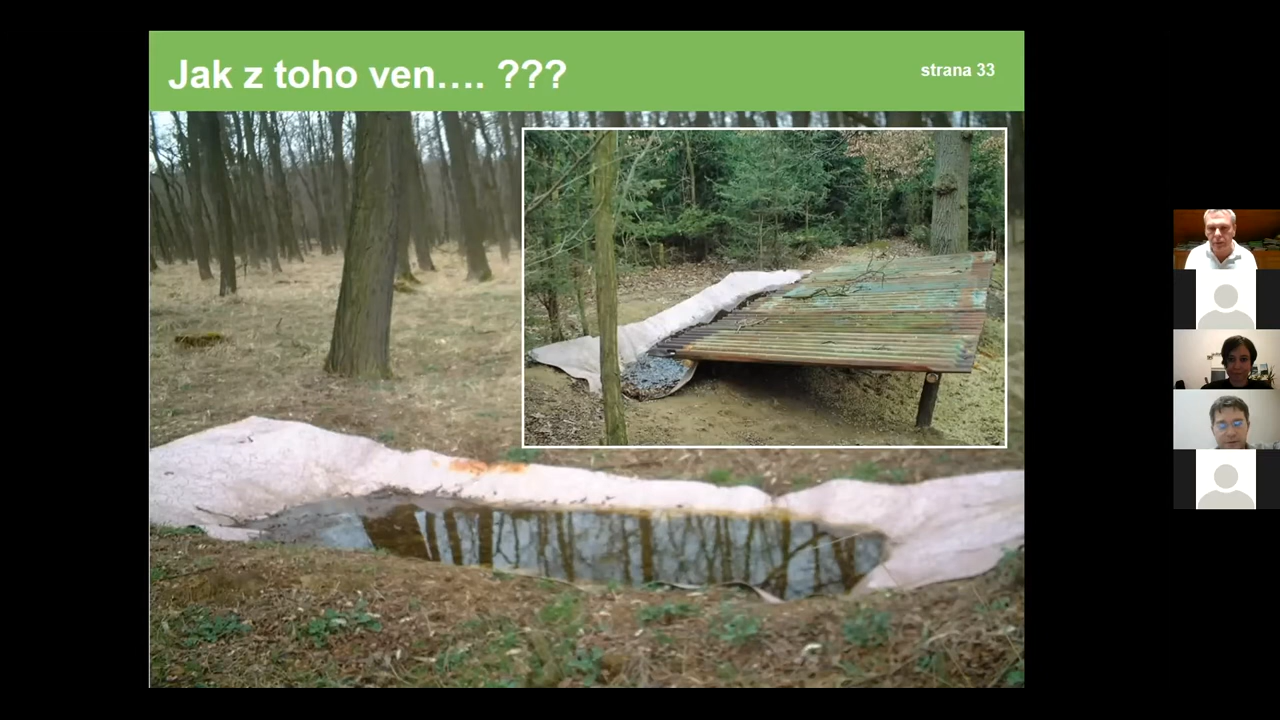 Jak z toho ven…. ???
strana 33